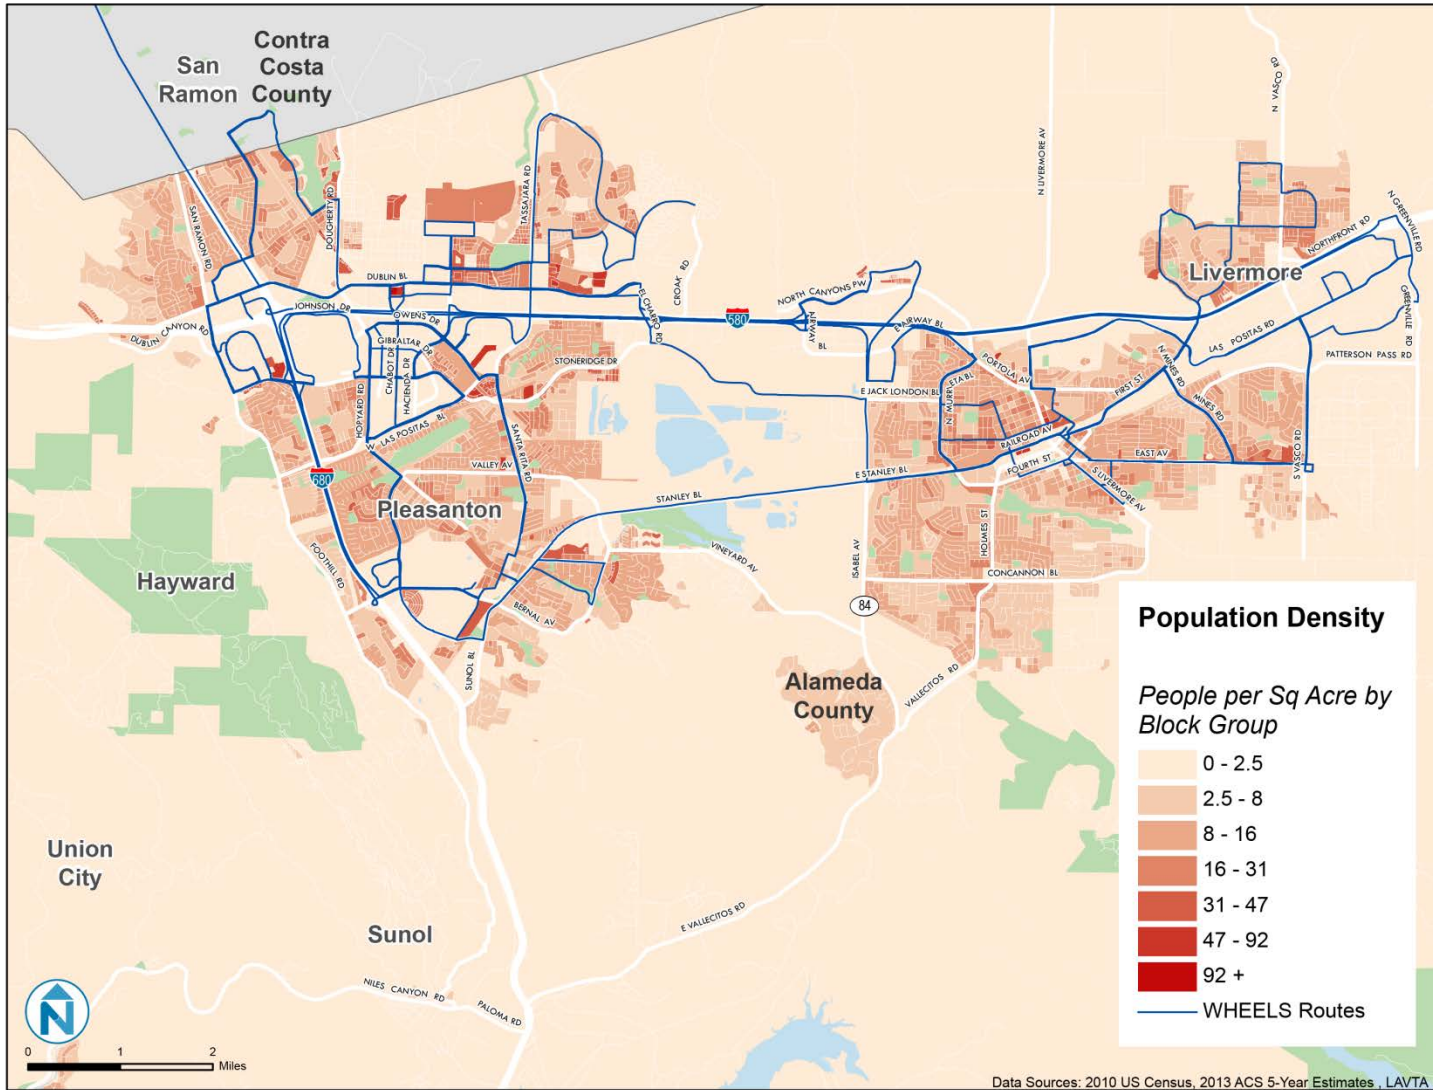 Contra
Costa
County
San
Ramon
N VASCO RD
N LIVERMORE AV
TASSAJARA RD
DOUGHERTY RD
SAN RAMON RD
N GREENVILLE RD
NORTHFRONT RD
Livermore
CROAK RD
DUBLIN BL
EL CHARRO RD
NORTH CANYONS PW
JOHNSON DR
OWENS DR
580
AIRWAY BL
E AIRWAY BL
GREENVILLE RD
LAS POSITAS RD
DUBLIN CANYON RD
GIBRALTAR DR
CHABOT DR
HACIENDA DR
STONERIDGE DR
PATTERSON PASS RD
PORTOLA AV
N MINES RD
FIRST ST
MINES RD
E JACK LONDON BL
N MURRIETA BL
HOPYARD RD
W LAS POSITAS BL
SANTA RITA RD
RAILROAD AV
FOURTH ST
EAST AV
S VASCO RD
VALLEY AV
E STANLEY BL
S LIVERMORE AV
680
STANLEY BL
Pleasanton
HOLMES ST
FOOTHILL RD
VINEYARD AV
ISABEL AV
CONCANNON BL
Hayward
BERNAL AV
84
SUNOL BL
Alameda
County
VALLECITOS RD
Population Density
People per Sq Acre by
Block Group
0 - 2.5
2.5 - 8
8 - 16
16 - 31
31 - 47
47 - 92
92 +
WHEELS Routes
Union
City
Sunol
E VALLECITOS RD
NILES CANYON RD
PALOMA RD
N
0 1 2
Miles
Data Sources: 2010 US Census, 2013 ACS 5-Year Estimates , LAVTA